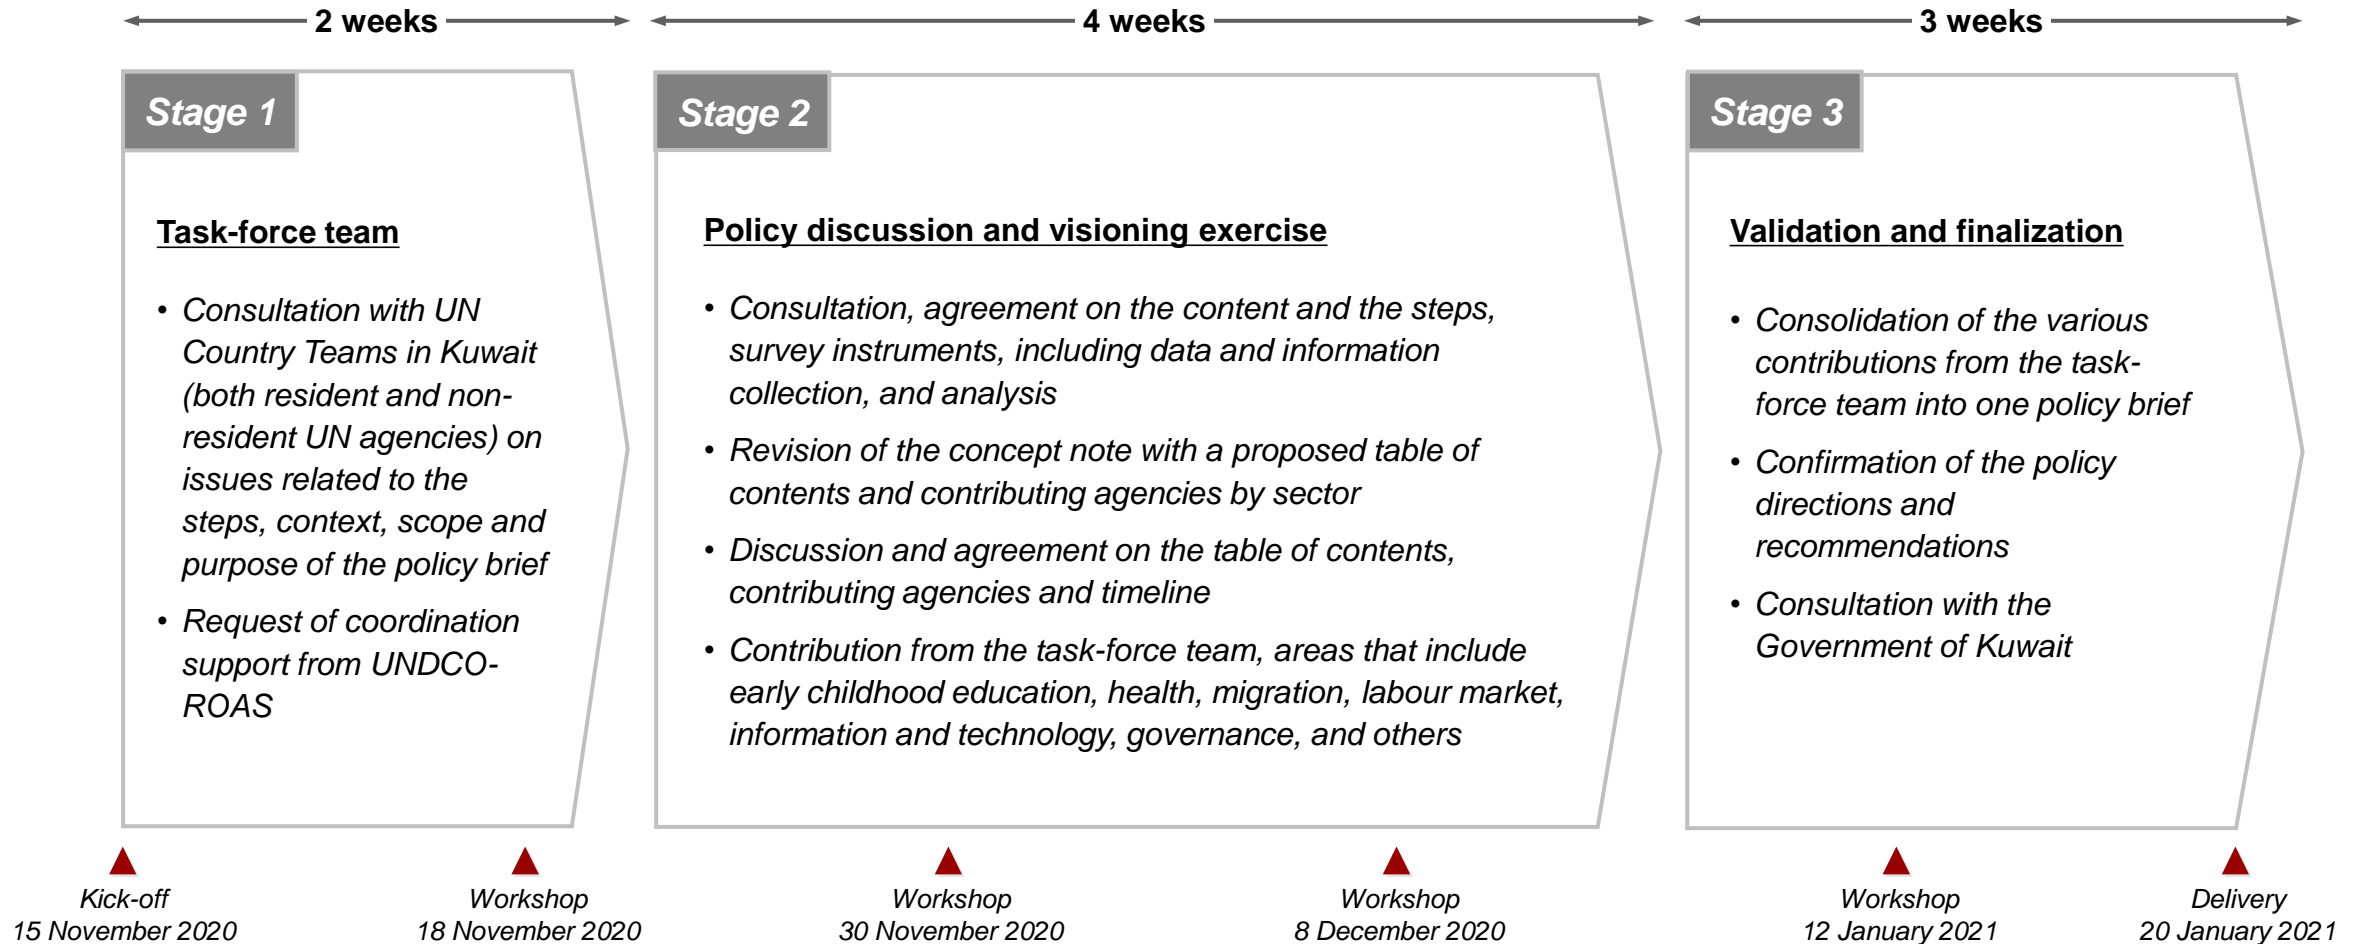 2 weeks
4 weeks
3 weeks
Stage 1
Task-force team
• Consultation with UN
Country Teams in Kuwait
(both resident and non-
resident UN agencies) on
issues related to the
steps, context, scope and
purpose of the policy brief
• Request of coordination
support from UNDCO-
ROAS
Stage 2
Policy discussion and visioning exercise
• Consultation, agreement on the content and the steps,
survey instruments, including data and information
collection, and analysis
• Revision of the concept note with a proposed table of
contents and contributing agencies by sector
• Discussion and agreement on the table of contents,
contributing agencies and timeline
• Contribution from the task-force team, areas that include
early childhood education, health, migration, labour market,
information and technology, governance, and others
Stage 3
Validation and finalization
• Consolidation of the various
contributions from the task-
force team into one policy brief
• Confirmation of the policy
directions and
recommendations
• Consultation with the
Government of Kuwait
Kick-off
15 November 2020
Workshop
18 November 2020
Workshop
30 November 2020
Workshop
8 December 2020
Workshop
12 January 2021
Delivery
20 January 2021